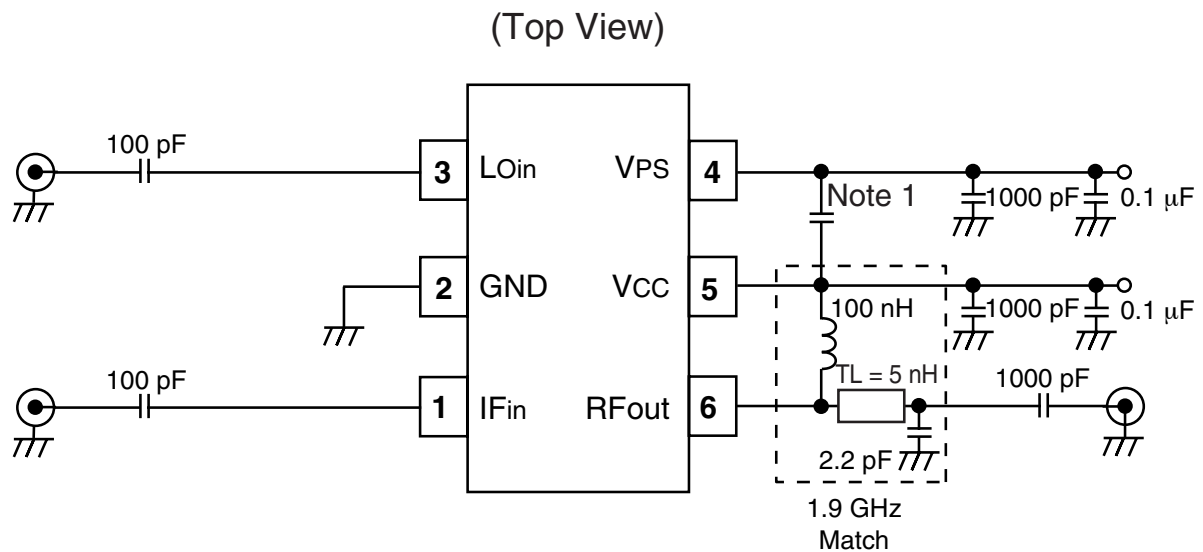 (Top View)
100 pF
3 LOin VPS 4
Note 1
1000 pF 0.1 μF
2 GND VCC 5
100 nH
1000 pF 0.1 μF
100 pF
TL = 5 nH
1000 pF
1 IFin RFout 6
2.2 pF
1.9 GHz
Match